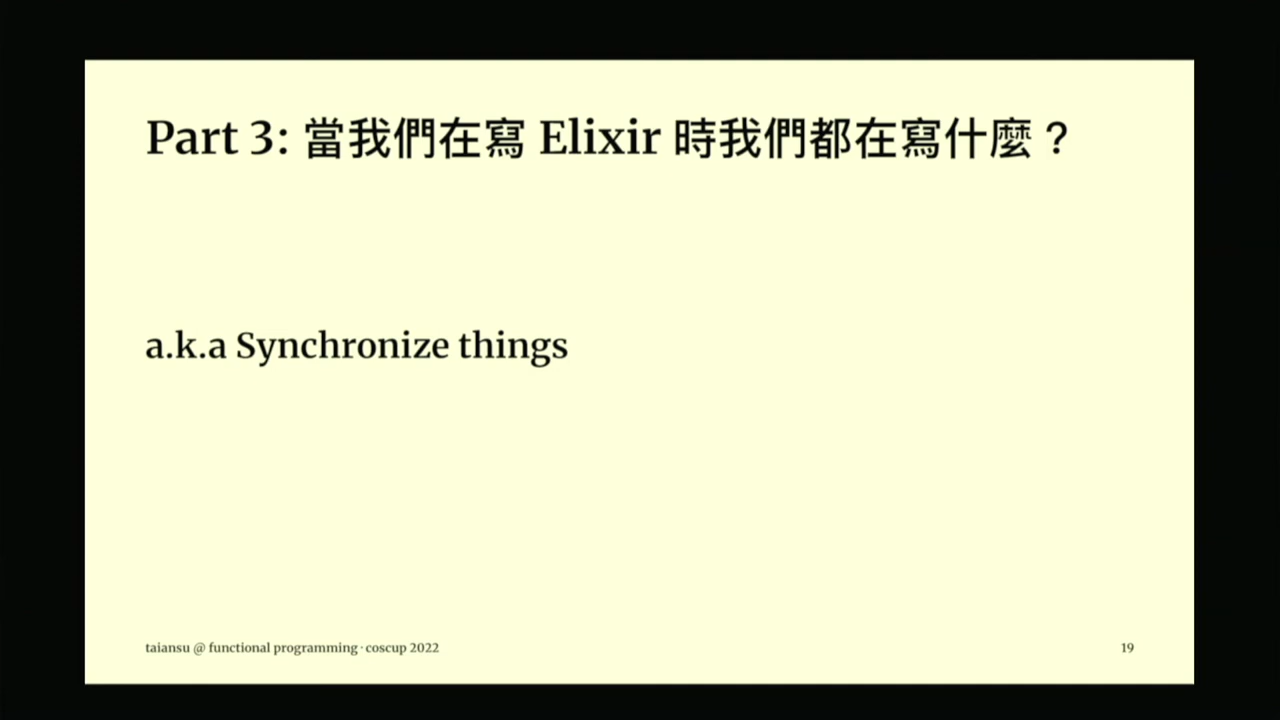 Part 3: 當我們在寫 Elixir 時我們都在寫什麼？
a.k.a Synchronize things
taiansu @ functional programming · coscup 2022
19